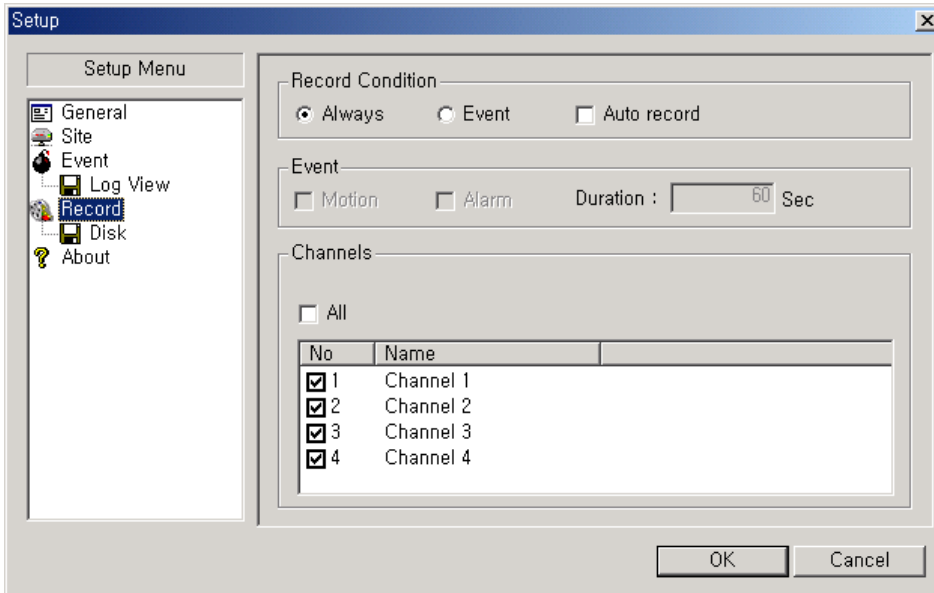 Setup
Setup Menu
General
Site
Event
Log View
Record
Disk
About
Record Condition
Always Event Auto record
Event
Motion Alarm Duration : 60 Sec
Channels
All
No Name
1 Channel 1
2 Channel 2
3 Channel 3
4 Channel 4
OK Cancel